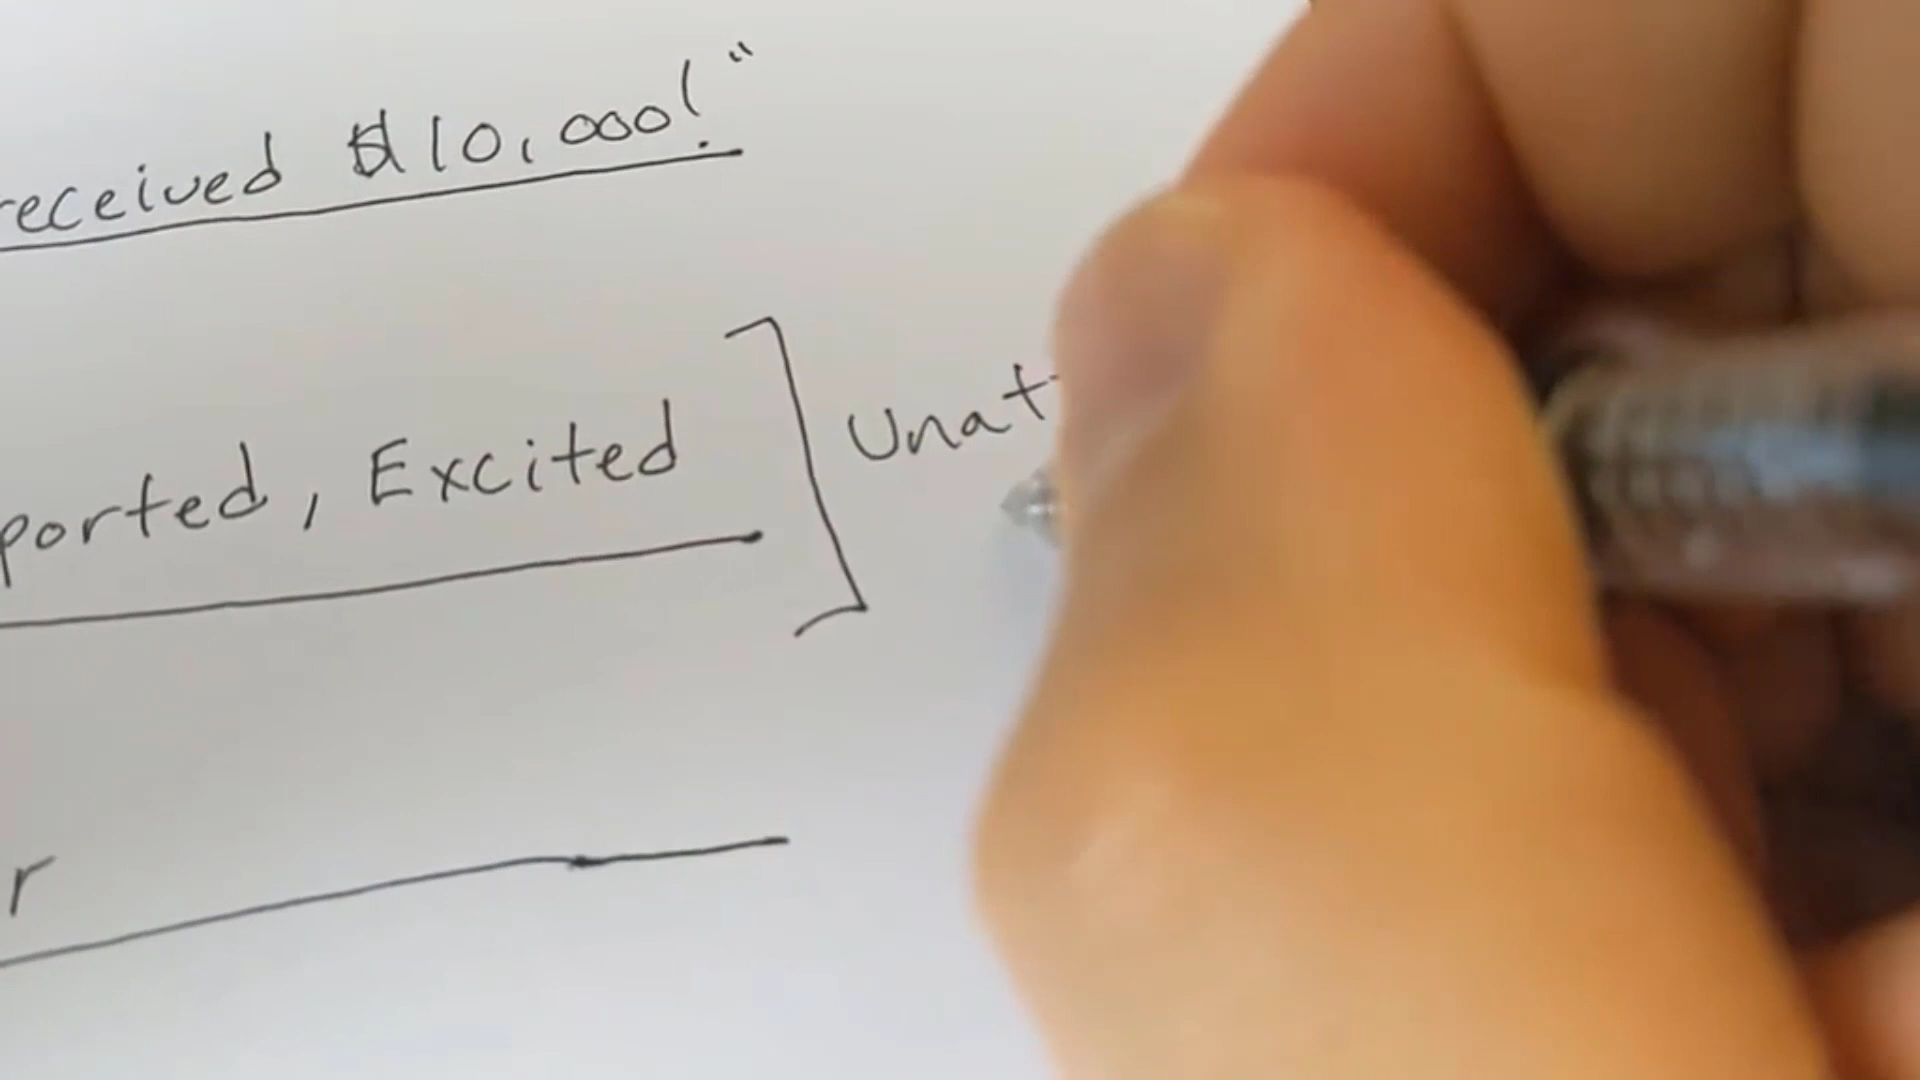 received $10,000!"
ported, Excited
Unat
r